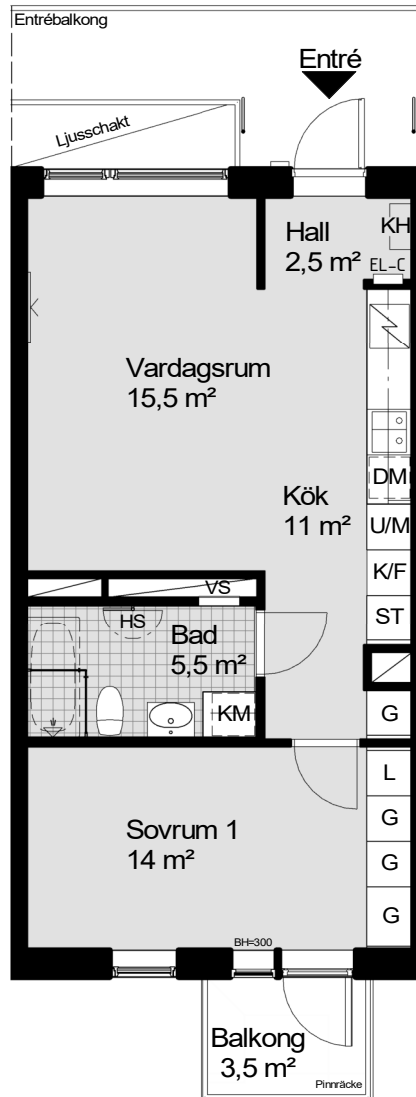 Entrébalkong
Entré
Ljusschakt
Hall
2,5 m²
KH
EL-C
Vardagsrum
15,5 m²
DM
Kök
11 m²
U/M
K/F
VS
HS
ST
Bad
5,5 m²
KM
G
L
Sovrum 1
14 m²
G
G
G
BH=300
Balkong
3,5 m²
Pinnräcke